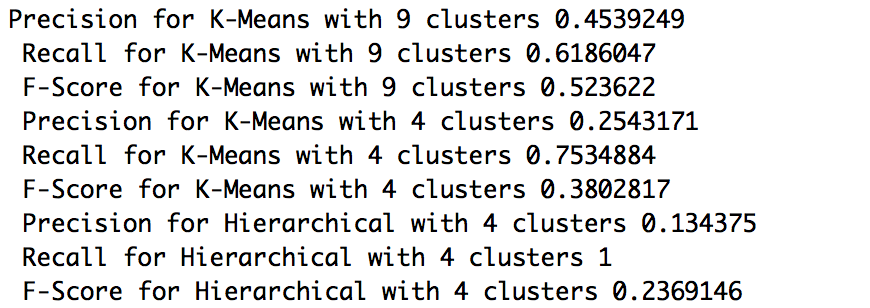 Precision for K-Means with 9 clusters 0.4539249
Recall for K-Means with 9 clusters 0.6186047
F-Score for K-Means with 9 clusters 0.523622
Precision for K-Means with 4 clusters 0.2543171
Recall for K-Means with 4 clusters 0.7534884
F-Score for K-Means with 4 clusters 0.3802817
Precision for Hierarchical with 4 clusters 0.134375
Recall for Hierarchical with 4 clusters 1
F-Score for Hierarchical with 4 clusters 0.2369146